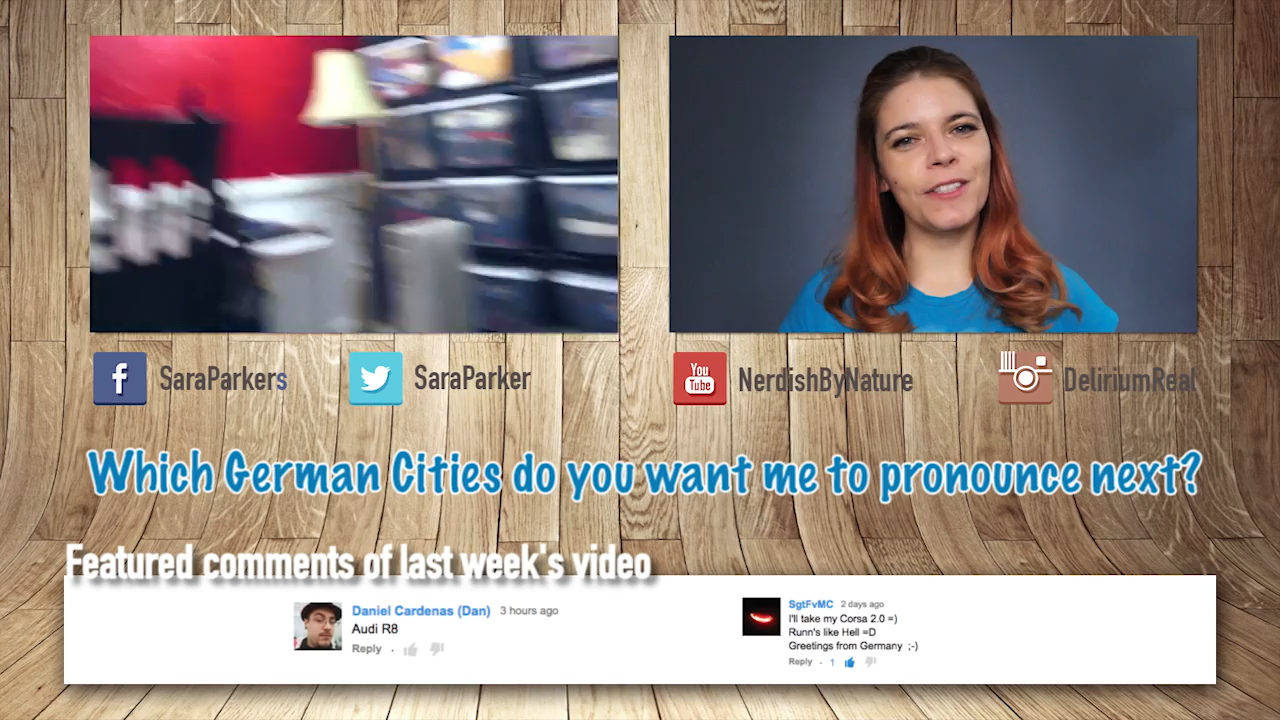 SaraParkers
SaraParker
You
Tube
NerdishByNature
DeliriumReal
Which German Cities do you want me to pronounce next?
Featured comments of last week's video
Daniel Cardenas (Dan) 3 hours ago
Audi R8
Reply ·
SgtFvMC 2 days ago
I'll take my Corsa 2.0 =)
Runn's like Hell =D
Greetings from Germany ;-)
Reply · 1